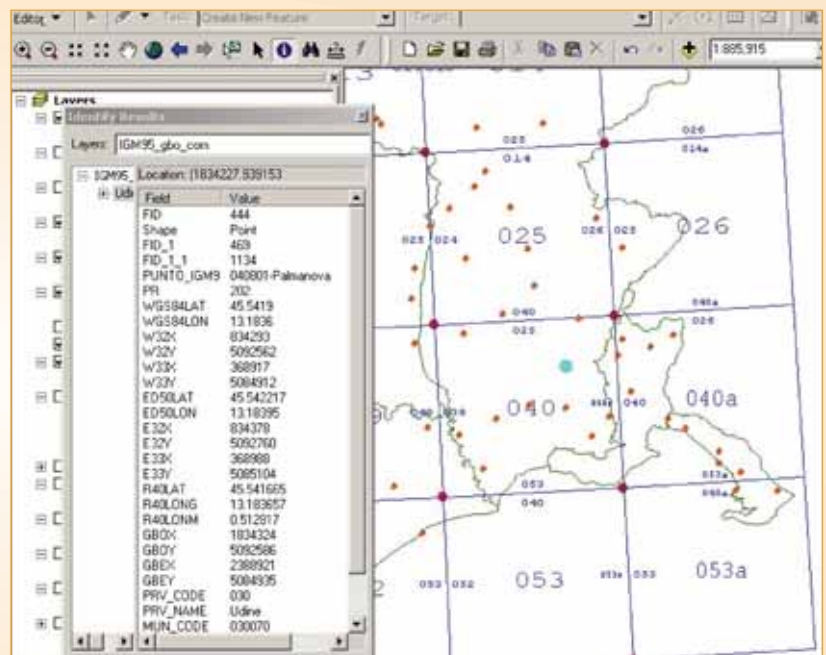 Editor
Task: Create New Feature
Target:
1:885,915
Layers
Identify Results
Layers: IGM95_gbo_com
IGM95_
Location: (1834227.939153
Udi
Field Value
FID 444
Shape Point
FID_1 469
FID_1_1 1134
PUNTO_IGM9 040801-Palmanova
PR 202
WGS84LAT 45.5419
WGS84LON 13.1836
W32X 834293
W32Y 5092562
W33X 368917
W33Y 5084912
ED50LAT 45.542217
ED50LON 13.18395
E32X 834378
E32Y 5092760
E33X 368988
E33Y 5085104
R40LAT 45.541665
R40LONG 13.183657
R40LONM 0.512817
GBOX 1834324
GBOY 5092586
GBEX 2388921
GBEY 5084935
PRV_CODE 030
PRV_NAME Udine
MUN_CODE 030070
025
014
026
014a
025 024
025
026 025
026
040
025
040a
026
040
040
040a
053
040
053a
040a
053 052
053
053a 053
053a